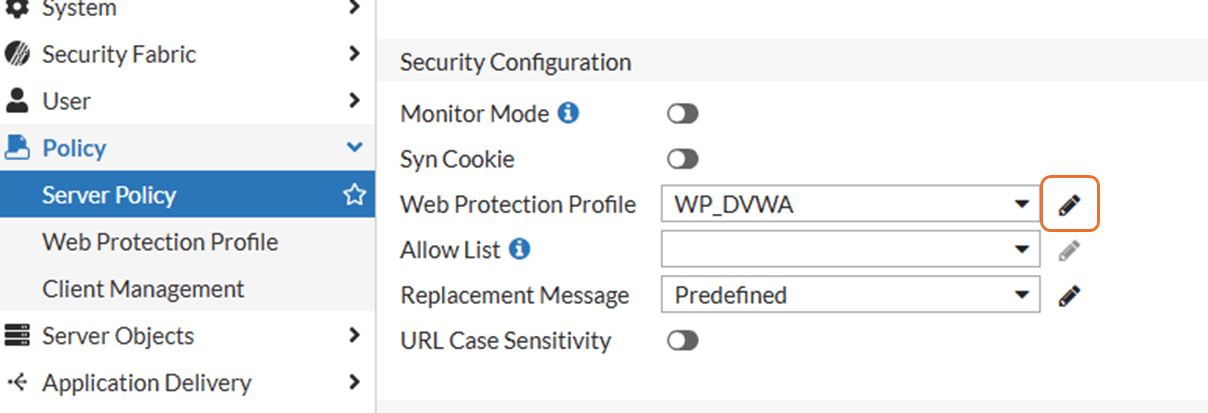 System
Security Fabric
User
Policy
Server Policy
Web Protection Profile
Client Management
Server Objects
Application Delivery
Security Configuration
Monitor Mode
Syn Cookie
Web Protection Profile WP_DVWA
Allow List
Replacement Message Predefined
URL Case Sensitivity